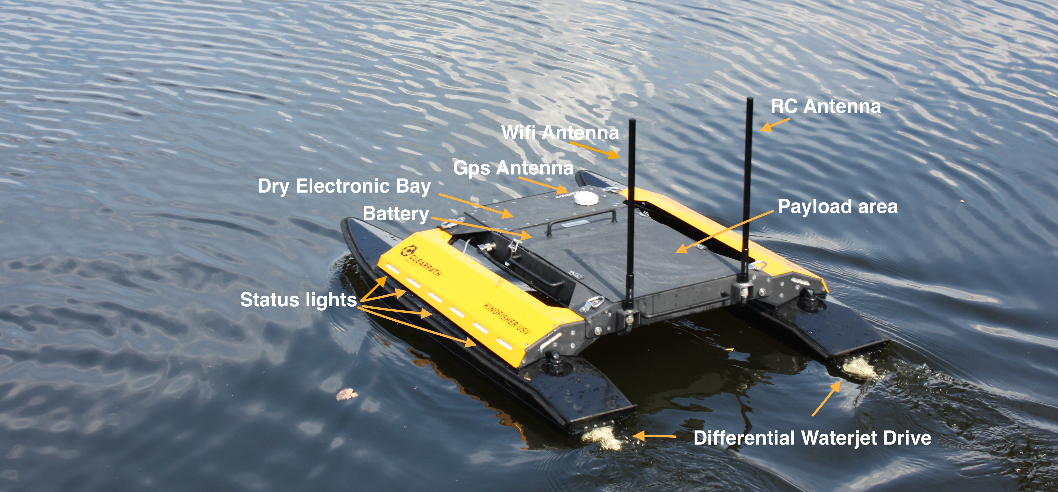 RC Antenna
Wifi Antenna
Gps Antenna
Dry Electronic Bay
Payload area
Battery
CLEARPATH
Status lights
KINGFISHER USV
Differential Waterjet Drive